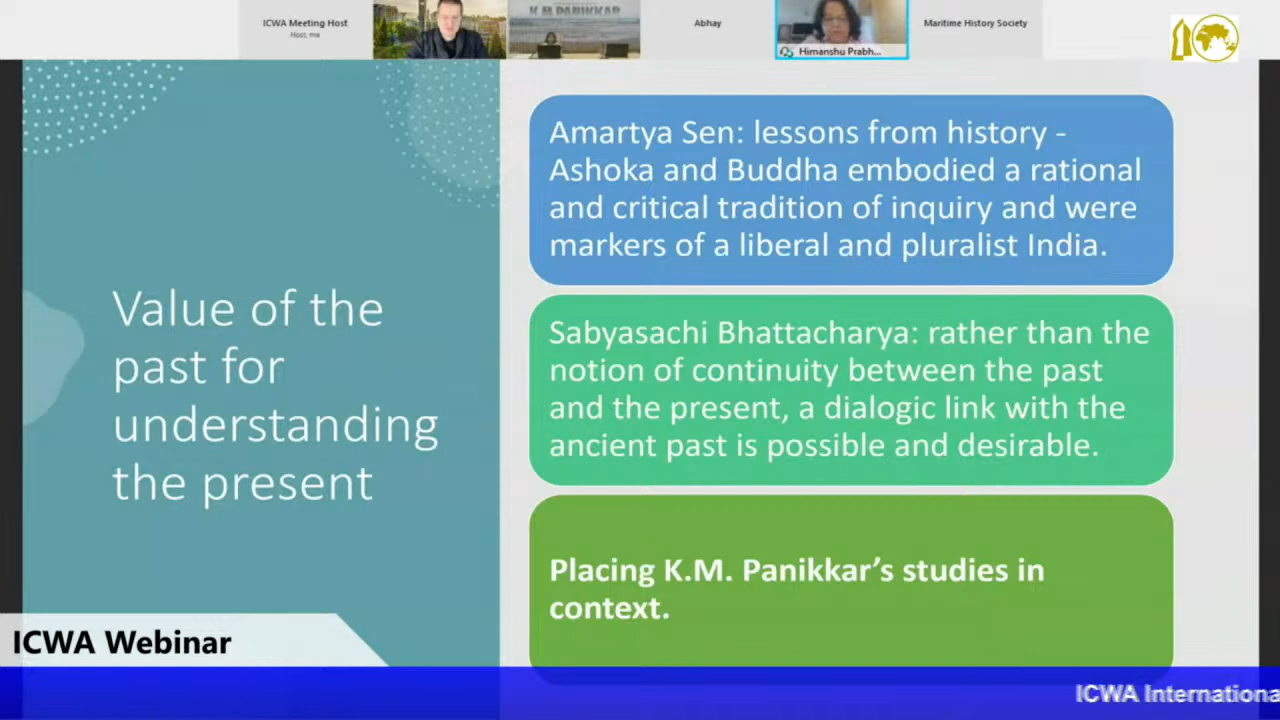 ICWA Meeting Host
Host, me
K M PANIKKAR
Abhay
Himanshu Prabh...
Maritime History Society
Value of the
past for
understanding
the present
Amartya Sen: lessons from history -
Ashoka and Buddha embodied a rational
and critical tradition of inquiry and were
markers of a liberal and pluralist India.
Sabyasachi Bhattacharya: rather than the
notion of continuity between the past
and the present, a dialogic link with the
ancient past is possible and desirable.
Placing K.M. Panikkar’s studies in
context.
ICWA Webinar
ICWA Internationa